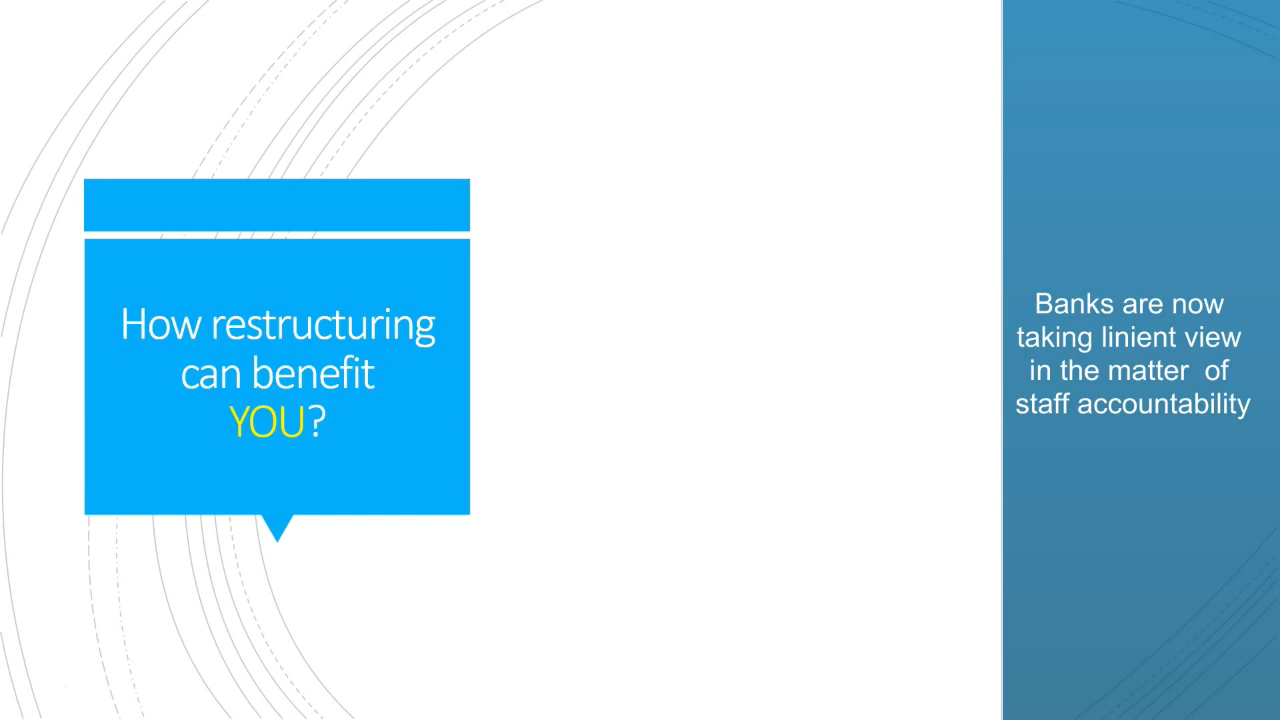 How restructuring
can benefit
YOU?
Banks are now
taking linient view
in the matter  of
staff accountability